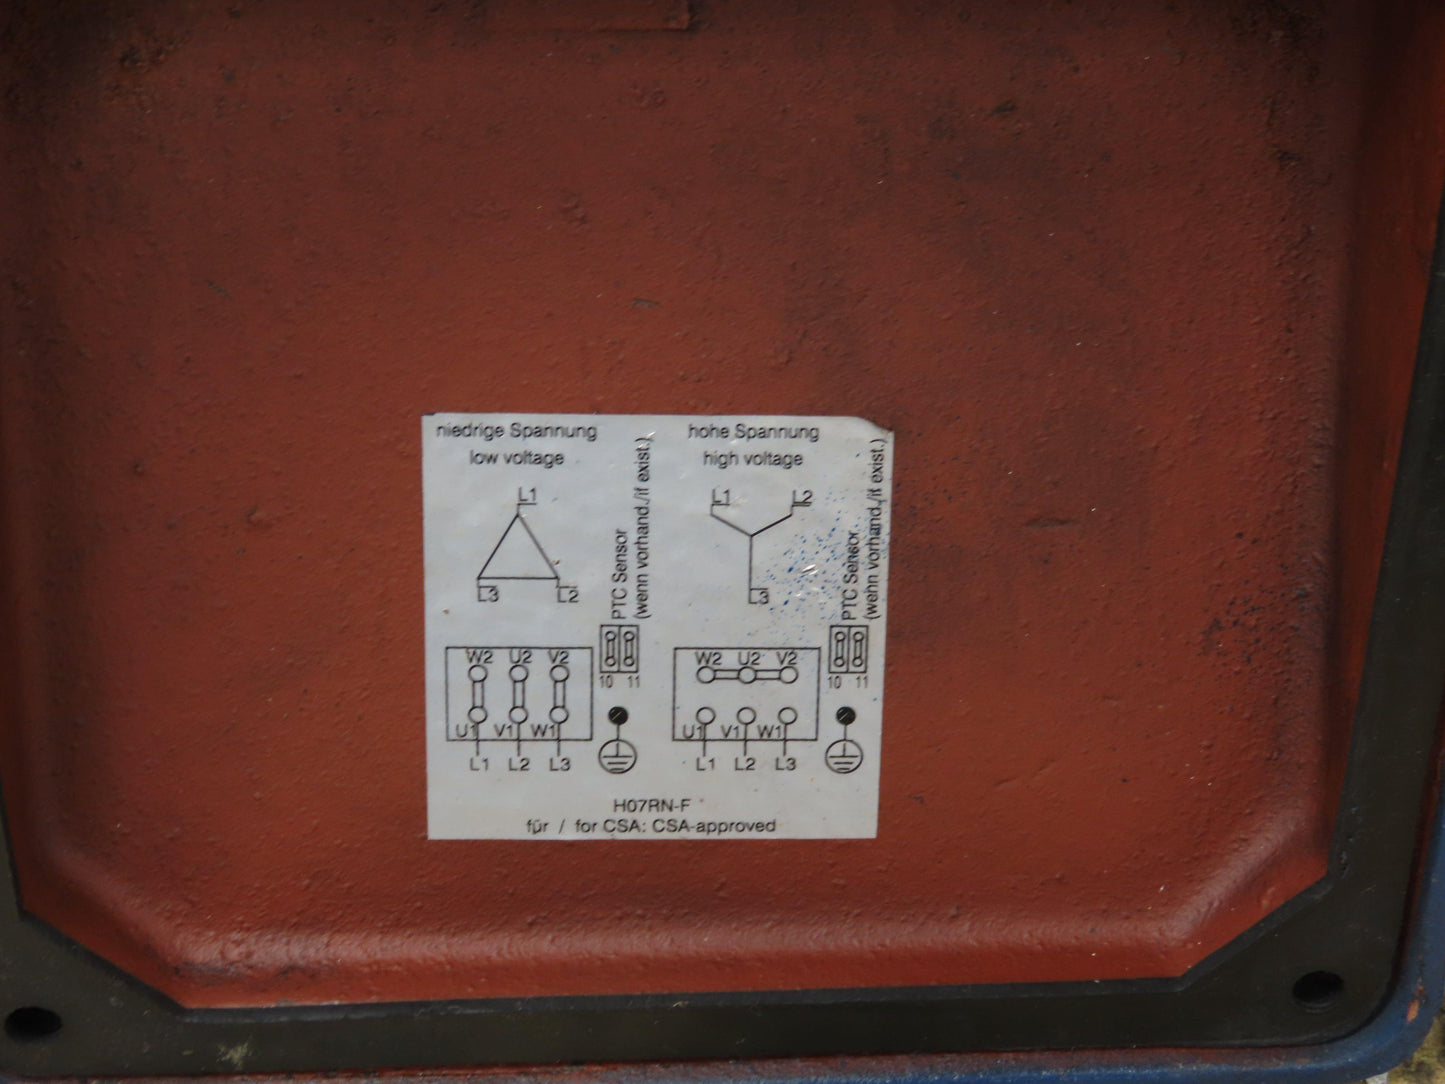 niedrige Spannung
low voltage
L1
L3 L2
PTC Sensor
(wenn vorhand./if exist.)
W2 U2 V2
10 11
U1 V1 W1
L1 L2 L3
hohe Spannung
high voltage
L1 L2
L3
PTC Sensor
(wenn vorhand./if exist.)
W2 U2 V2
10 11
U1 V1 W1
L1 L2 L3
H07RN-F
für / for CSA: CSA-approved